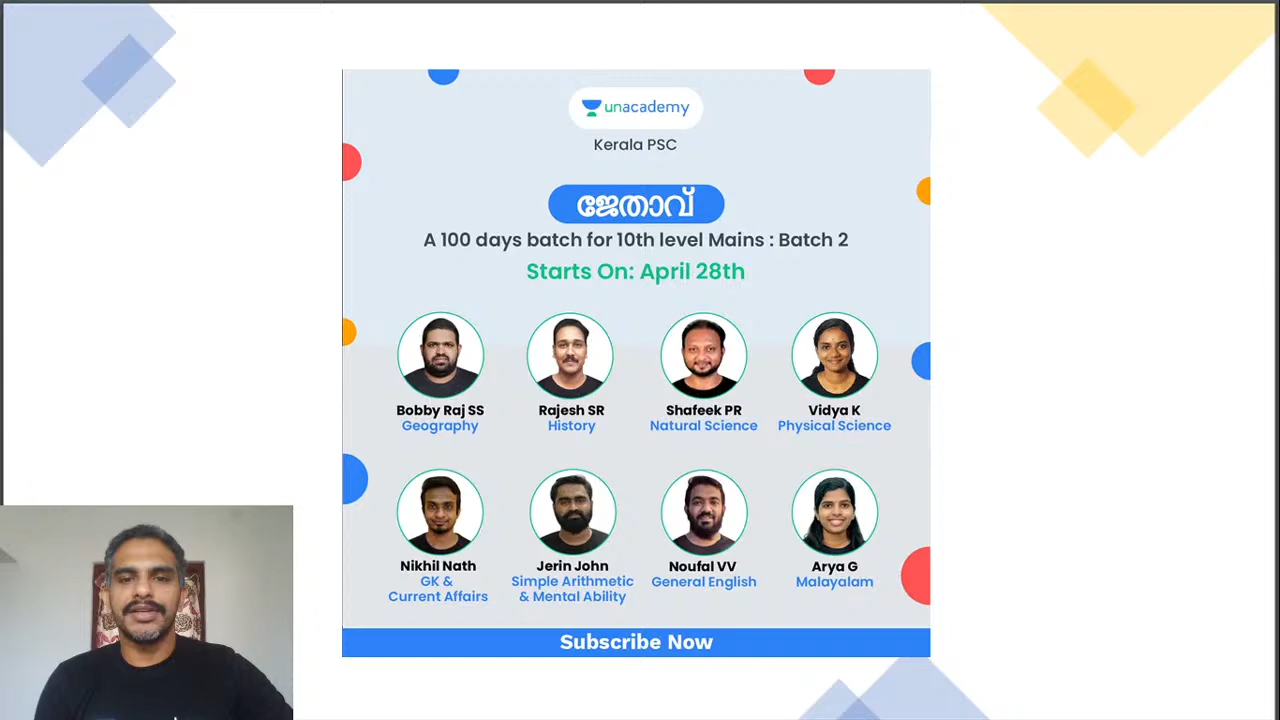 unacademy
Kerala PSC
ജേതാവ്
A 100 days batch for 10th level Mains : Batch 2
Starts On: April 28th
Bobby Raj SS
Geography
Rajesh SR
History
Shafeek PR
Natural Science
Vidya K
Physical Science
Nikhil Nath
GK &
Current Affairs
Jerin John
Simple Arithmetic
& Mental Ability
Noufal VV
General English
Arya G
Malayalam
Subscribe Now